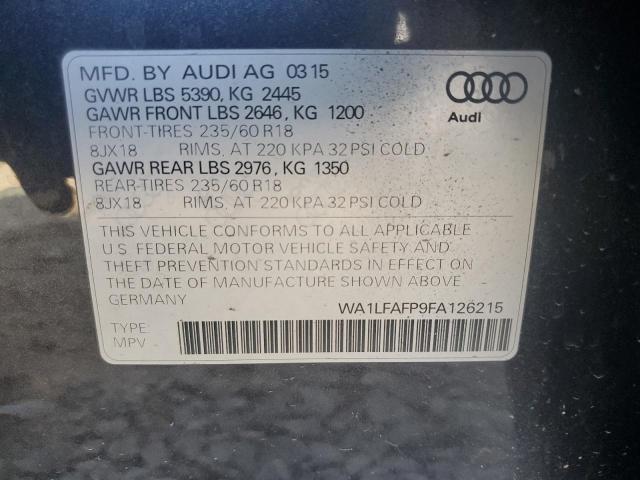 MFD. BY AUDI AG 03 15
GVWR LBS 5390, KG 2445
GAWR FRONT LBS 2646, KG 1200
FRONT-TIRES 235/60 R18
8JX18 RIMS, AT 220 KPA 32 PSI COLD
GAWR REAR LBS 2976, KG 1350
REAR-TIRES 235/60 R18
8JX18 RIMS, AT 220 KPA 32 PSI COLD
Audi
THIS VEHICLE CONFORMS TO ALL APPLICABLE
U.S. FEDERAL MOTOR VEHICLE SAFETY AND
THEFT PREVENTION STANDARDS IN EFFECT ON
THE DATE OF MANUFACTURE SHOWN ABOVE
GERMANY
WA1LFAFP9FA126215
TYPE:
MPV